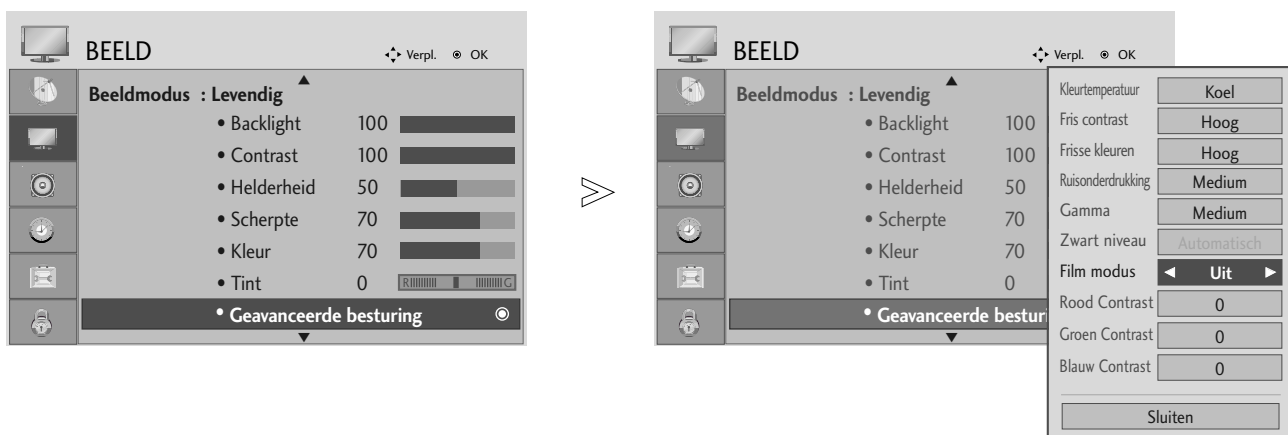 BEELD
Verpl. OK
Beeldmodus : Levendig
• Backlight 100
• Contrast 100
• Helderheid 50
• Scherpte 70
• Kleur 70
• Tint 0 R G
• Geavanceerde besturing
BEELD
Verpl. OK
Beeldmodus : Levendig
• Backlight 100
• Contrast 100
• Helderheid 50
• Scherpte 70
• Kleur 70
• Tint 0
• Geavanceerde bestur
Kleurtemperatuur Koel
Fris contrast Hoog
Frisse kleuren Hoog
Ruisonderdrukking Medium
Gamma Medium
Zwart niveau Automatisch
Film modus Uit
Rood Contrast 0
Groen Contrast 0
Blauw Contrast 0
Sluiten